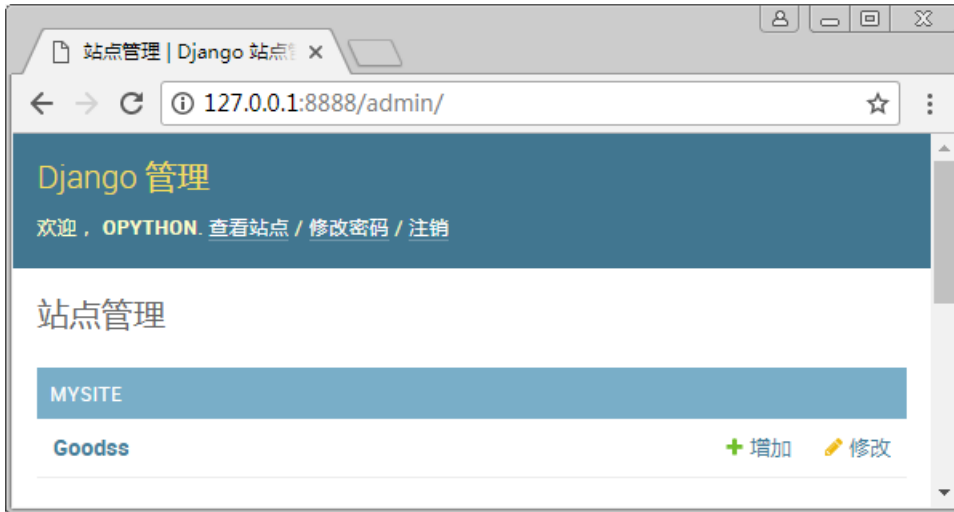 站点管理 | Django 站点
127.0.0.1:8888/admin/
Django 管理
欢迎， OPYTHON. 查看站点 / 修改密码 / 注销
站点管理
MYSITE
Goodss 增加 修改